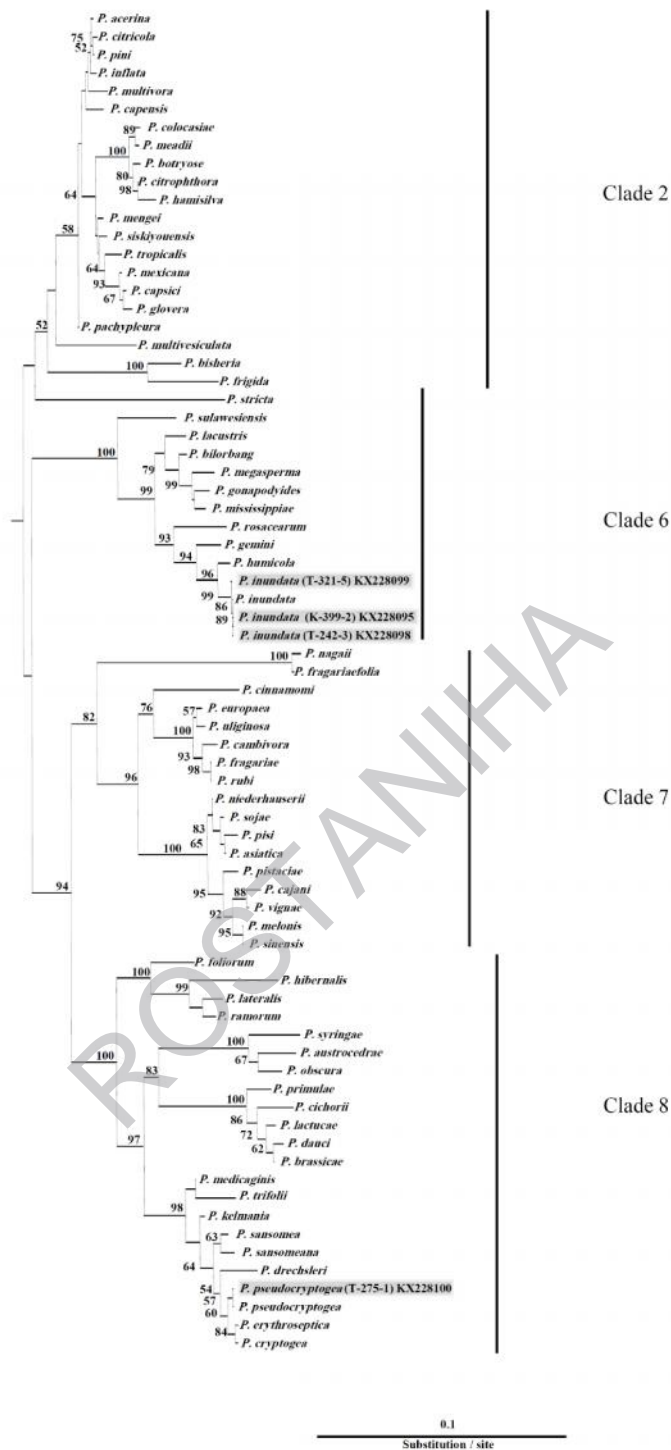 P. acerina
75
P. citricola
52
P. pini
P. inflata
P. multivora
P. capensis
P. colocasiae
89
P. meadii
100
P. botryose
80
P. citrophthora
98
P. hamisilva
64
Clade 2
P. mengei
58
P. siskiyouensis
P. tropicalis
64
P. mexicana
93
P. capsici
67
P. glovera
P. pachypleura
52
P. multivesiculata
P. bisheria
100
P. frigida
P. stricta
P. sulawesiensis
P. lacustris
100
P. bilorbang
79
P. megasperma
99
P. gonapodyides
99
P. mississippiae
Clade 6
P. rosacearum
93
P. gemini
94
P. humicola
96
P. inundata (T-321-5) KX228099
99
P. inundata
86
P. inundata (K-399-2) KX228095
89
P. inundata (T-242-3) KX228098
P. nagaii
100
P. fragariaefolia
P. cinnamomi
76
P. europaea
57
82
P. uliginosa
100
P. cambivora
93
P. fragariae
98
P. rubi
96
P. niederhauserii
Clade 7
P. sojae
83
P. pisi
65
P. asiatica
100
P. pistaciae
94
P. cajani
95
88
P. vignae
92
P. melonis
95
P. sinensis
P. foliorum
100
P. hibernalis
99
P. lateralis
P. ramorum
P. syringae
100
P. austrocedrae
100
67
P. obscura
83
P. primulae
100
P. cichorii
Clade 8
86
P. lactucae
72
P. dauci
97
62
P. brassicae
P. medicaginis
P. trifolii
98
P. kelmania
P. sansomea
63
P. sansomeana
64
P. drechsleri
54
P. pseudocryptogea (T-275-1) KX228100
57
P. pseudocryptogea
60
P. erythroseptica
84
P. cryptogea
0.1
Substitution / site
ROSTANIHA